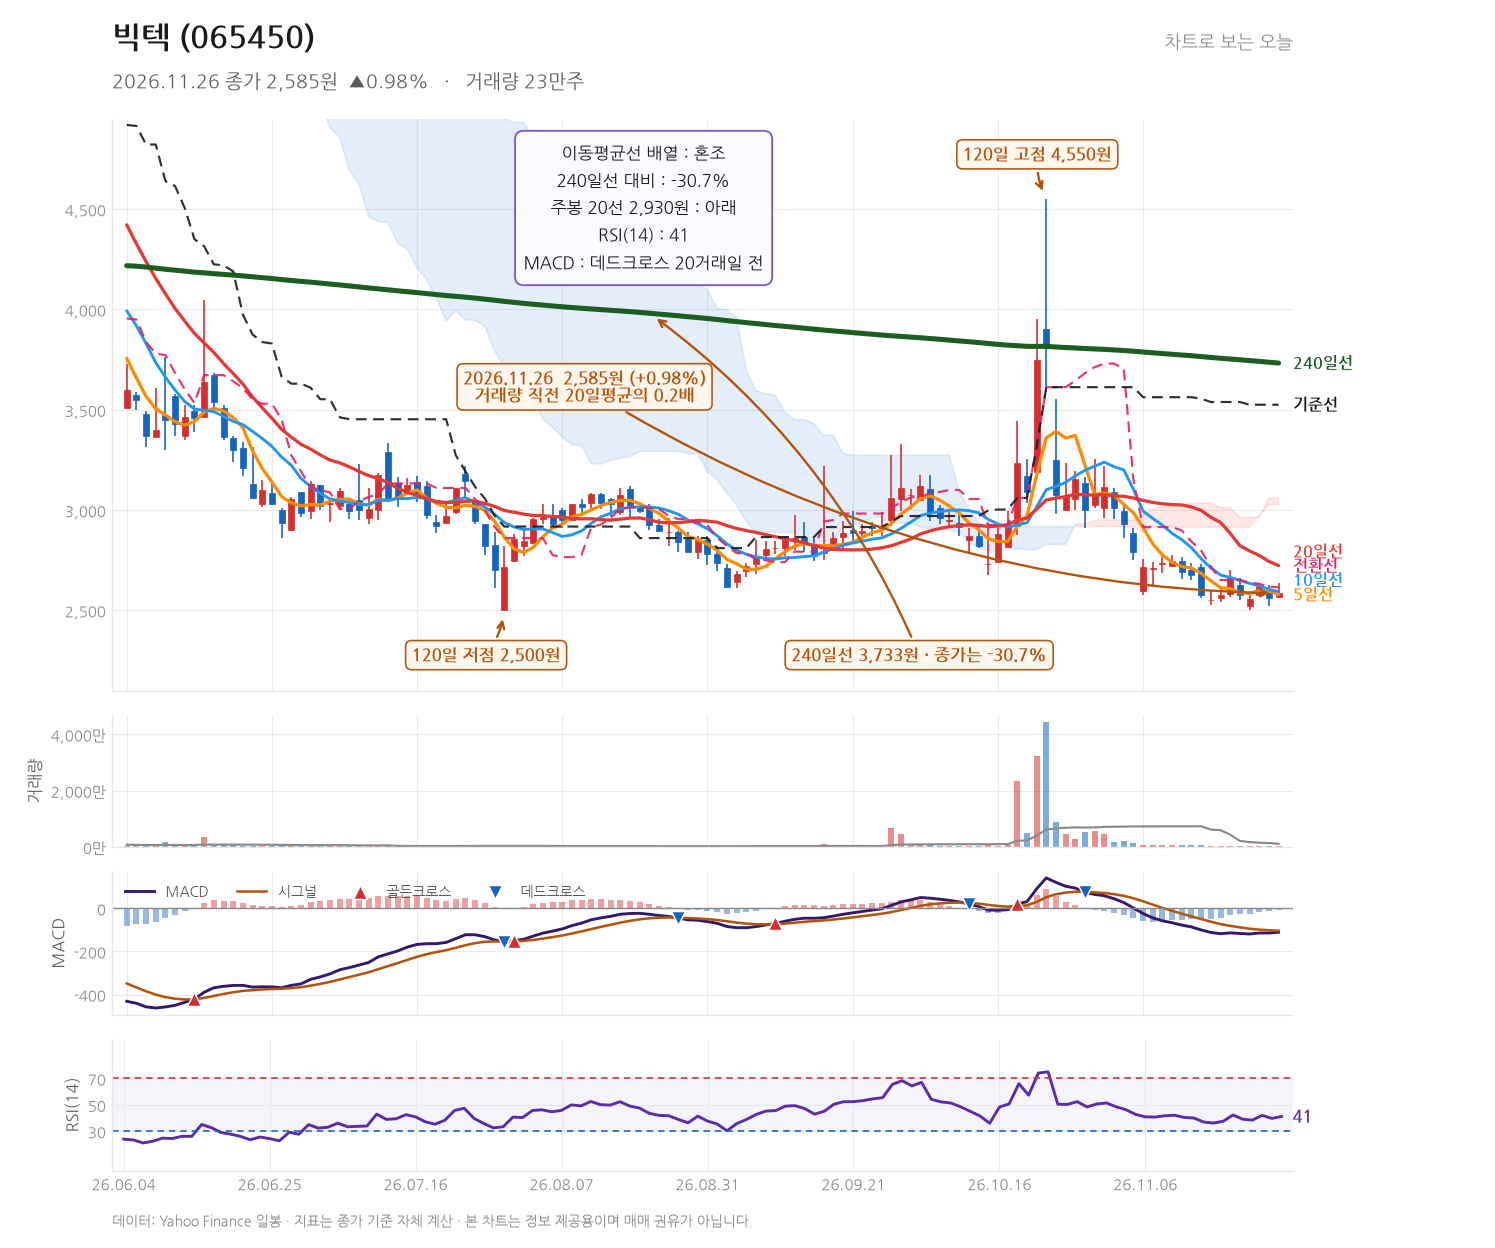 빅텍 (065450)
차트로 보는 오늘
2026.11.26 종가 2,585원 ▲0.98% · 거래량 23만주
이동평균선 배열 : 혼조
240일선 대비 : -30.7%
주봉 20선 2,930원 : 아래
RSI(14) : 41
MACD : 데드크로스 20거래일 전
120일 고점 4,550원
4,500
4,000
3,500
3,000
2,500
2026.11.26 2,585원 (+0.98%)
거래량 직전 20일평균의 0.2배
120일 저점 2,500원
240일선 3,733원 · 종가는 -30.7%
240일선
기준선
20일선
전환선
10일선
5일선
거래량
4,000만
2,000만
0만
MACD
MACD
시그널
골든크로스
데드크로스
0
-200
-400
RSI(14)
70
50
30
41
26.06.04
26.06.25
26.07.16
26.08.07
26.08.31
26.09.21
26.10.16
26.11.06
데이터: Yahoo Finance 일봉 · 지표는 종가 기준 자체 계산 · 본 차트는 정보 제공용이며 매매 권유가 아닙니다.